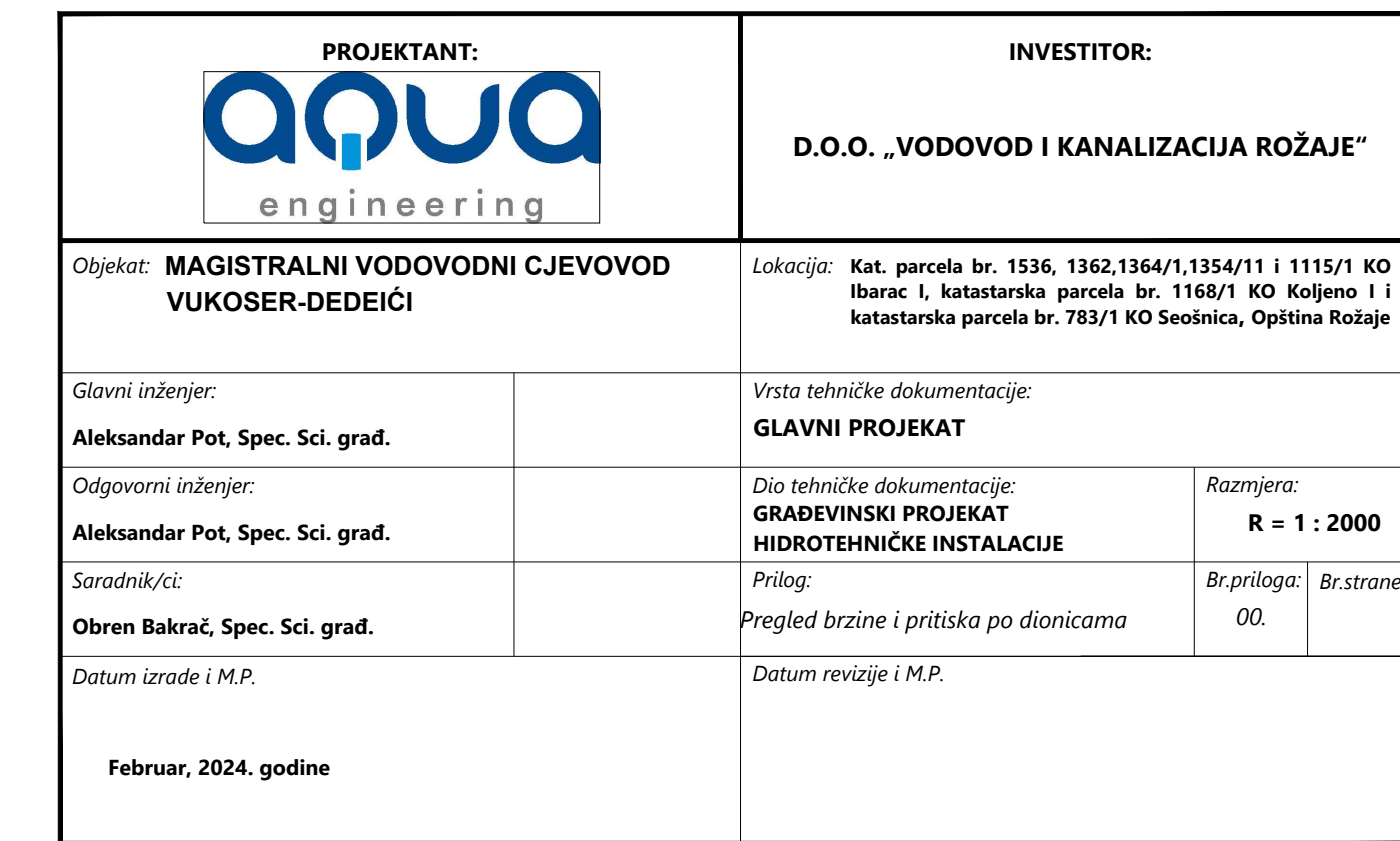 PROJEKTANT:
aqua
engineering
INVESTITOR:
D.O.O. „VODOVOD I KANALIZACIJA ROŽAJE“
Objekat: MAGISTRALNI VODOVODNI CJEVOVOD
VUKOSER-DEDEIĆI
Lokacija: Kat. parcela br. 1536, 1362,1364/1,1354/11 i 1115/1 KO
Ibarac I, katastarska parcela br. 1168/1 KO Koljeno I i
katastarska parcela br. 783/1 KO Seošnica, Opština Rožaje
Glavni inženjer:
Aleksandar Pot, Spec. Sci. građ.
Vrsta tehničke dokumentacije:
GLAVNI PROJEKAT
Odgovorni inženjer:
Aleksandar Pot, Spec. Sci. građ.
Dio tehničke dokumentacije:
GRAĐEVINSKI PROJEKAT
HIDROTEHNIČKE INSTALACIJE
Razmjera:
R = 1 : 2000
Saradnik/ci:
Obren Bakrač, Spec. Sci. građ.
Prilog:
Pregled brzine i pritiska po dionicama
Br.priloga:
00.
Br.strane
Datum izrade i M.P.
Februar, 2024. godine
Datum revizije i M.P.